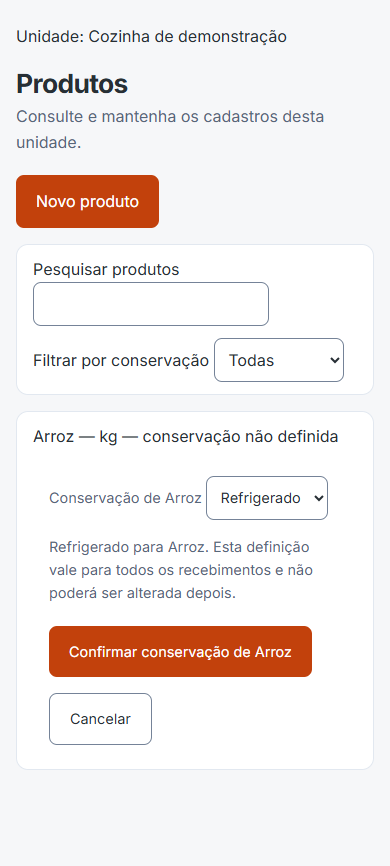 Unidade: Cozinha de demonstração
Produtos
Consulte e mantenha os cadastros desta
unidade.
Novo produto
Pesquisar produtos
Filtrar por conservação Todas
Arroz — kg — conservação não definida
Conservação de Arroz Refrigerado
Refrigerado para Arroz. Esta definição
vale para todos os recebimentos e não
poderá ser alterada depois.
Confirmar conservação de Arroz
Cancelar